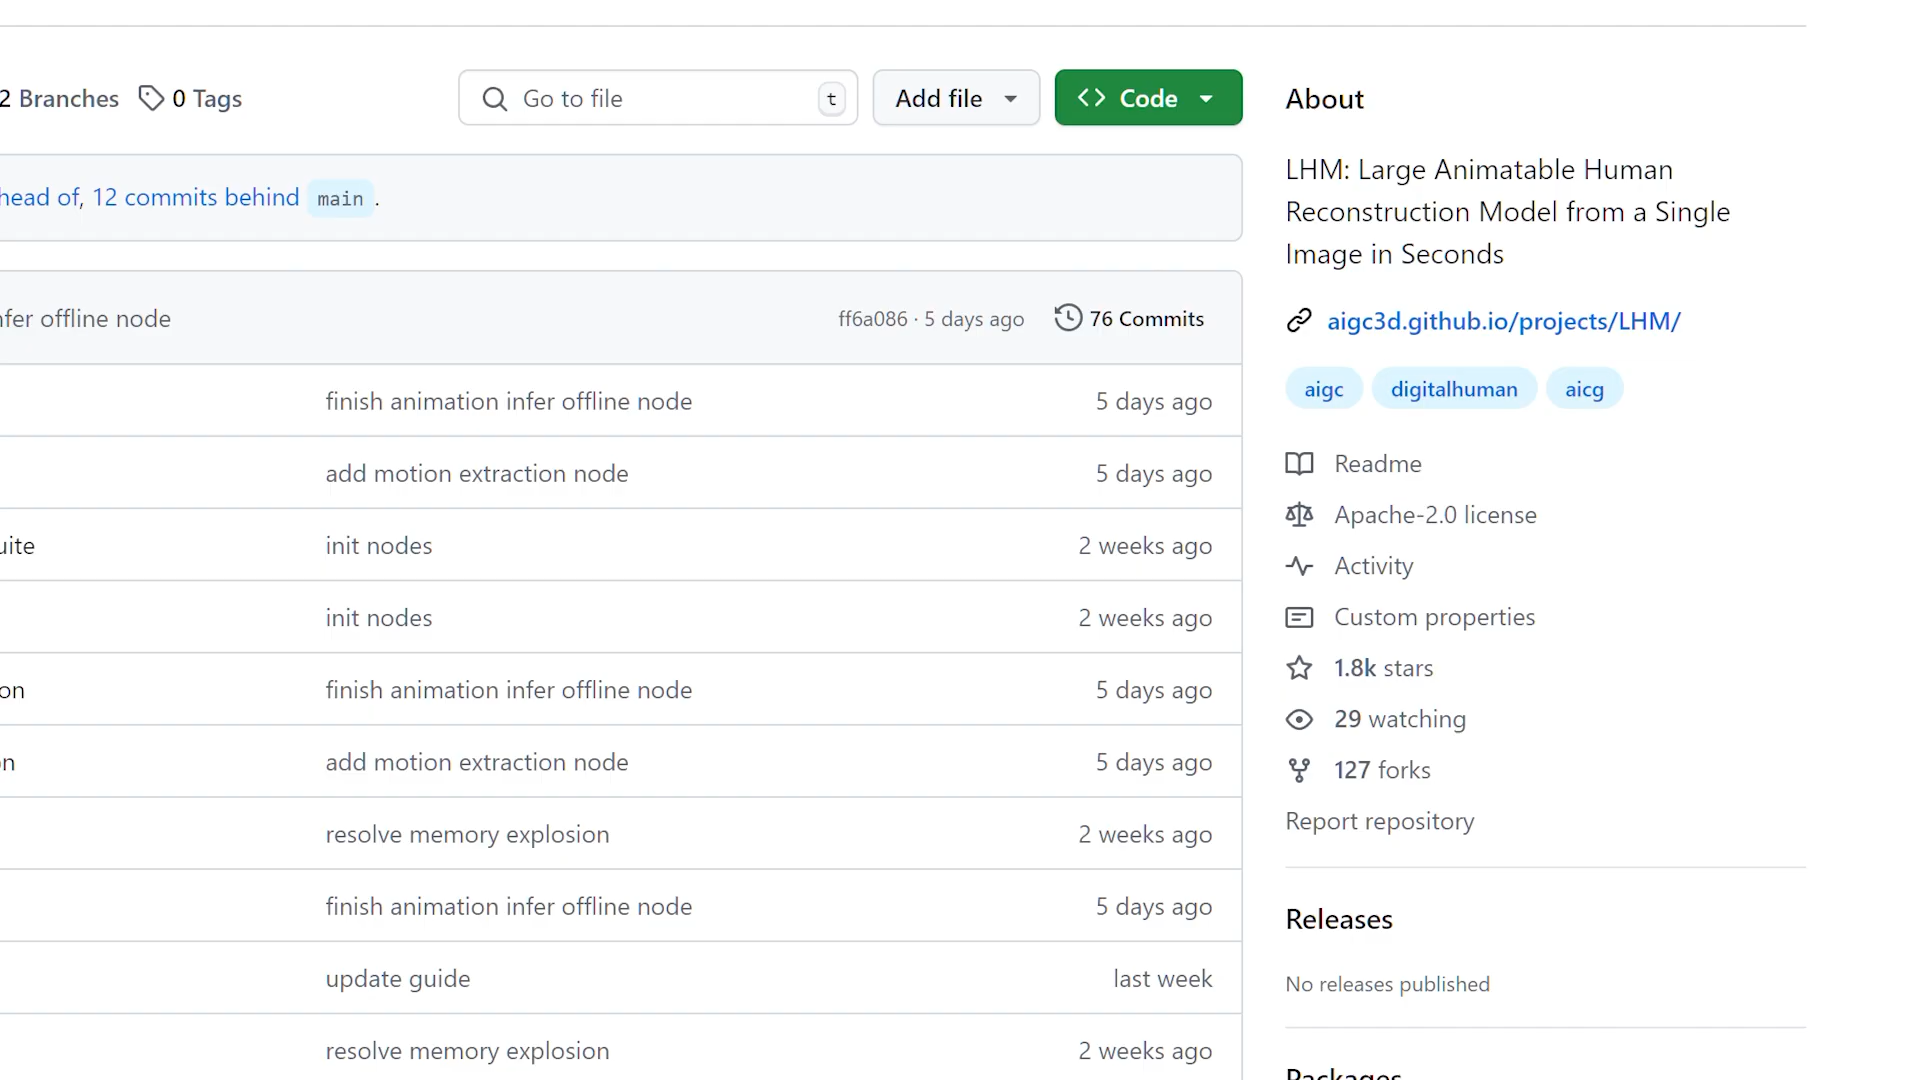 2 Branches
0 Tags
Go to file
t
Add file
Code
About
LHM: Large Animatable Human
Reconstruction Model from a Single
Image in Seconds
head of, 12 commits behind main .
aigc3d.github.io/projects/LHM/
offline node
ff6a086 · 5 days ago
76 Commits
aigc
digitalhuman
aicg
finish animation infer offline node
5 days ago
add motion extraction node
5 days ago
init nodes
2 weeks ago
init nodes
2 weeks ago
on
finish animation infer offline node
5 days ago
add motion extraction node
5 days ago
resolve memory explosion
2 weeks ago
finish animation infer offline node
5 days ago
update guide
last week
resolve memory explosion
2 weeks ago
Readme
Apache-2.0 license
Activity
Custom properties
1.8k stars
29 watching
127 forks
Report repository
Releases
No releases published
Packages